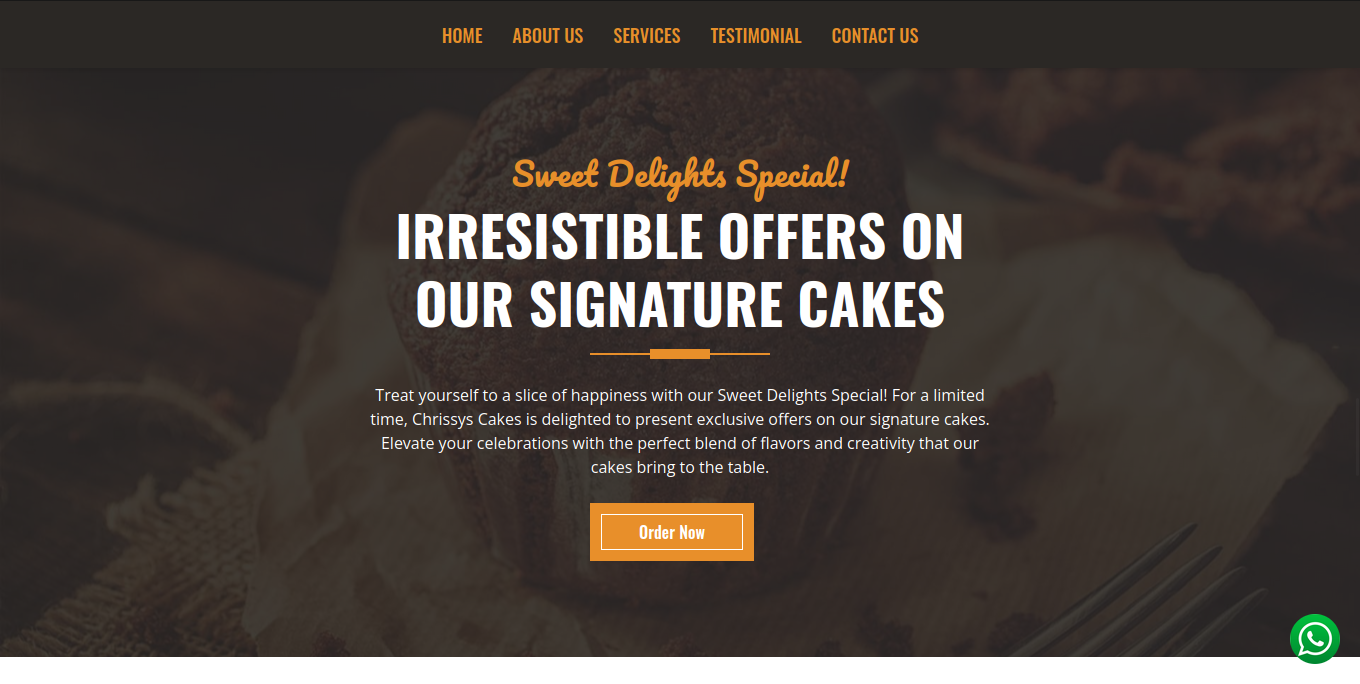 HOME ABOUT US SERVICES TESTIMONIAL CONTACT US
Sweet Delights Special!
IRRESISTIBLE OFFERS ON
OUR SIGNATURE CAKES
Treat yourself to a slice of happiness with our Sweet Delights Special! For a limited
time, Chrissys Cakes is delighted to present exclusive offers on our signature cakes.
Elevate your celebrations with the perfect blend of flavors and creativity that our
cakes bring to the table.
Order Now